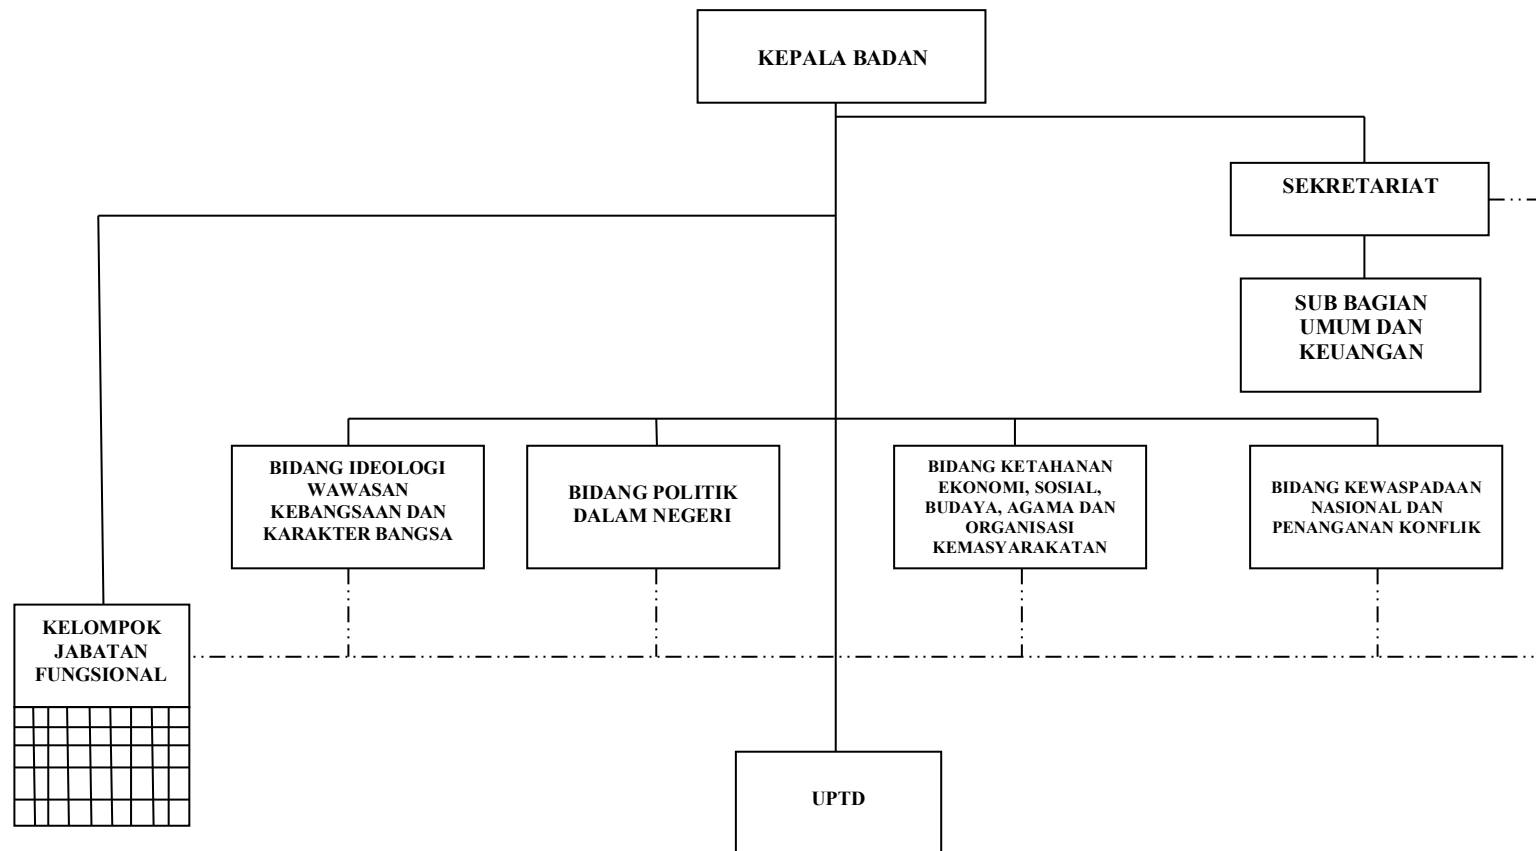 KEPALA BADAN
SEKRETARIAT
SUB BAGIAN
UMUM DAN
KEUANGAN
BIDANG IDEOLOGI
WAWASAN
KEBANGSAAN DAN
KARAKTER BANGSA
BIDANG POLITIK
DALAM NEGERI
BIDANG KETAHANAN
EKONOMI, SOSIAL,
BUDAYA, AGAMA DAN
ORGANISASI
KEMASYARAKATAN
BIDANG KEWASPADAAN
NASIONAL DAN
PENANGANAN KONFLIK
KELOMPOK
JABATAN
FUNGSIONAL
UPTD